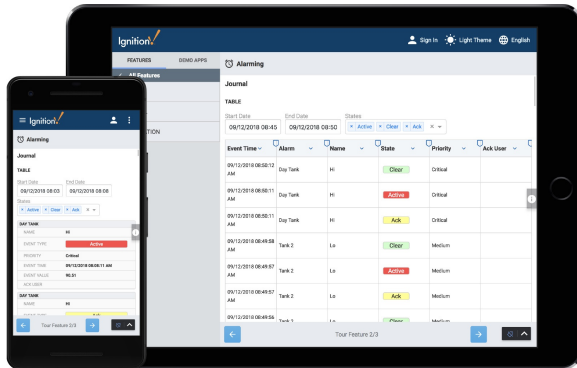 Ignition!
Sign In Light Theme English
FEATURES DEMO APPS
All Features
Alarming
Journal
TABLE
Start Date End Date States
09/12/2018 08:45 09/12/2018 08:50 × Active × Clear × Ack ×
Event Time Alarm Name State Priority Ack User
09/12/2018 08:50:12 AM Day Tank Hi Clear Critical
09/12/2018 08:50:11 AM Day Tank Hi Active Critical
09/12/2018 08:50:11 AM Day Tank Hi Ack Critical
09/12/2018 08:49:58 AM Tank 2 Lo Clear Medium
09/12/2018 08:49:57 AM Tank 2 Lo Active Medium
09/12/2018 08:49:57 AM Tank 2 Lo Ack Medium
09/12/2018 08:49:56 Tank 2 Lo Clear Medium
Tour Feature 2/3
Ignition!
Alarming
Journal
TABLE
Start Date End Date
09/12/2018 08:03 09/12/2018 08:08
States
× Active × Clear × Ack ×
DAY TANK
NAME HI
EVENT TYPE Active
PRIORITY Critical
EVENT TIME 09/12/2018 08:08:11 AM
EVENT VALUE 90.51
ACK USER
DAY TANK
NAME HI
Tour Feature 2/3